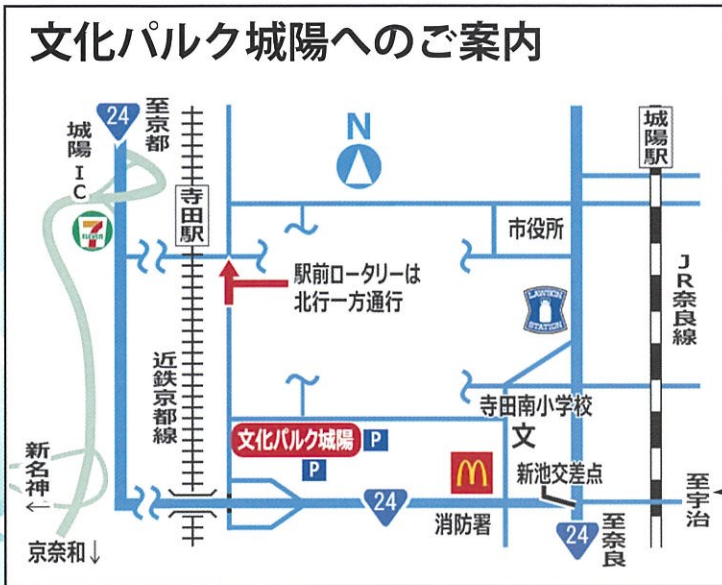 文化パルク城陽へのご案内
24
至京都
城陽IC
7
ELEVEN
寺田駅
N
駅前ロータリーは
北行一方通行
市役所
LAWSON
STATION
城陽駅
JR奈良線
近鉄京都線
文化パルク城陽
P
P
寺田南小学校
文
新池交差点
消防署
24
24
至奈良
至宇治
新名神
←
京奈和↓